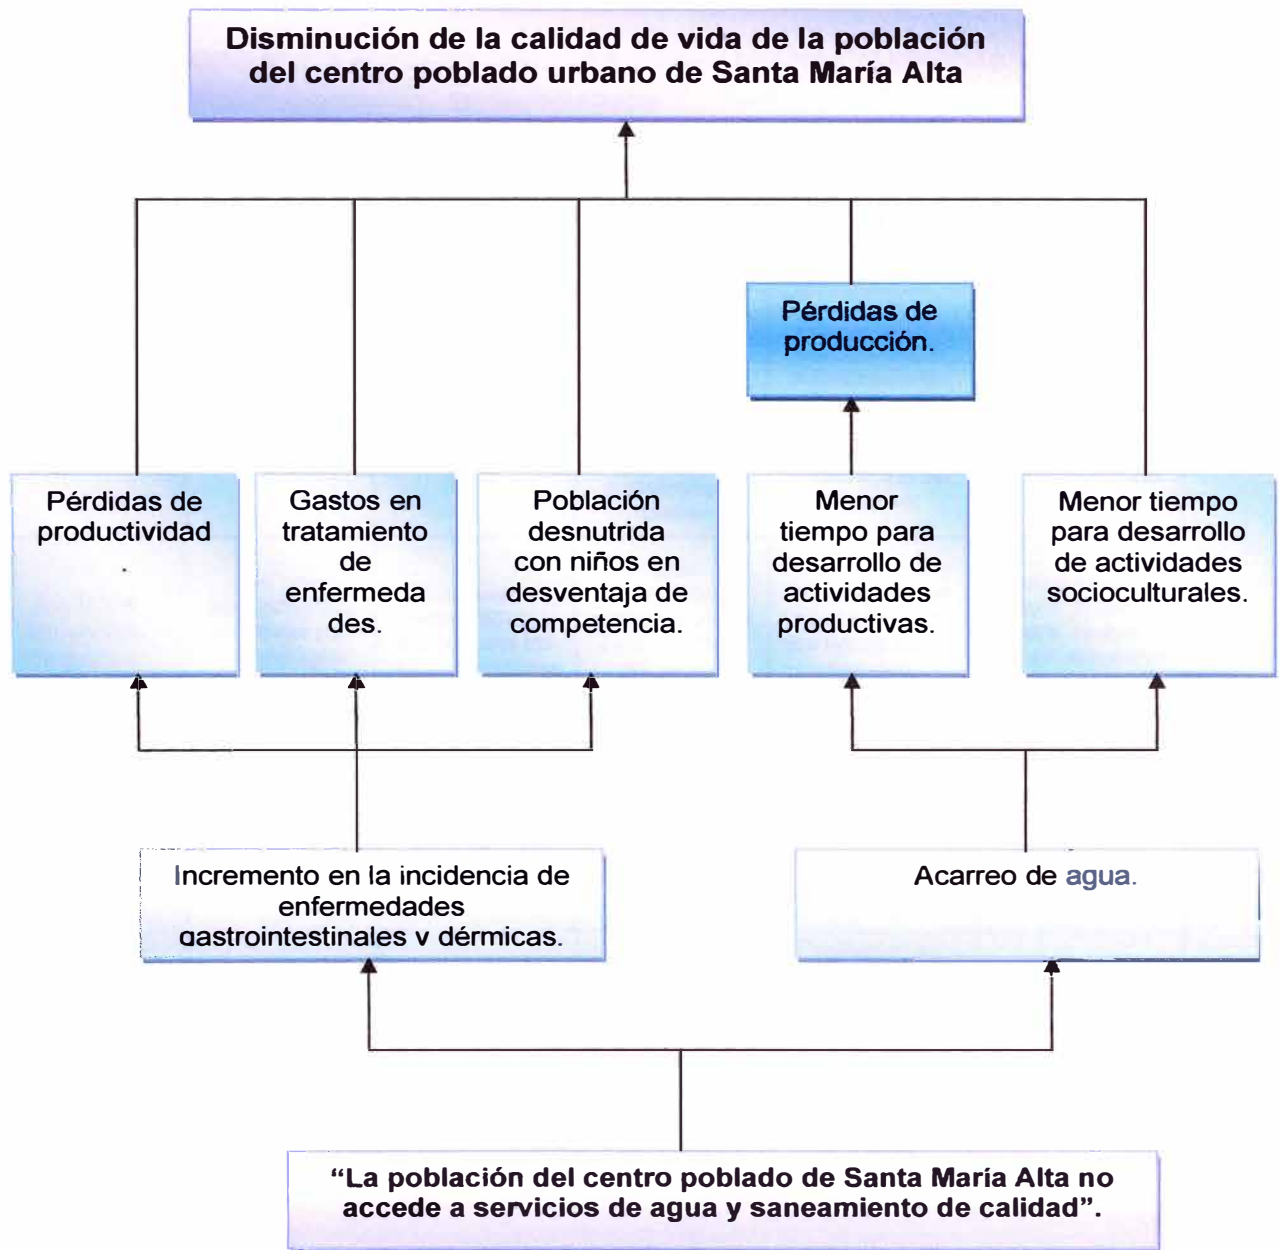 Disminución de la calidad de vida de la población
del centro poblado urbano de Santa María Alta
Pérdidas de
producción.
Pérdidas de
productividad
.
Gastos en
tratamiento
de
enfermeda
des.
Población
desnutrida
con niños en
desventaja de
competencia.
Menor
tiempo para
desarrollo de
actividades
productivas.
Menor tiempo
para desarrollo
de actividades
socioculturales.
Incremento en la incidencia de
enfermedades
gastrointestinales y dérmicas.
Acarreo de agua.
“La población del centro poblado de Santa María Alta no
accede a servicios de agua y saneamiento de calidad”.